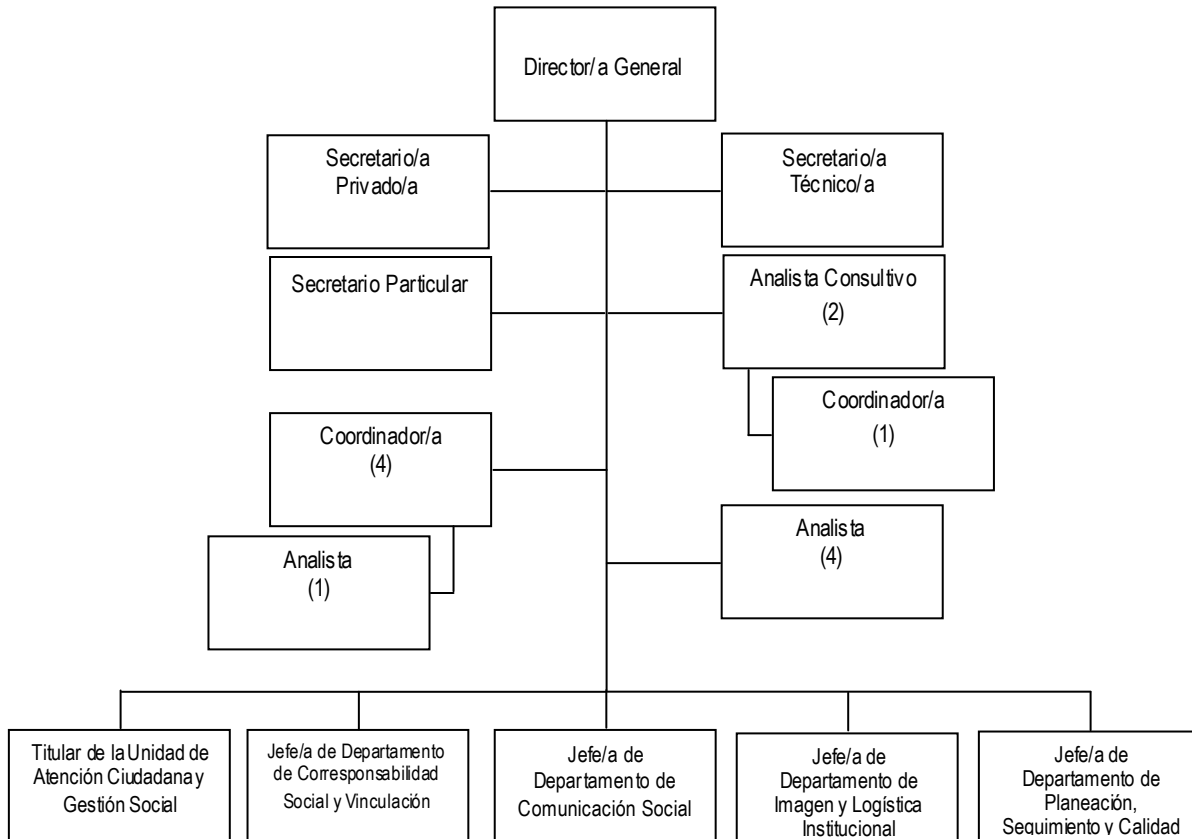 Director/a General
Secretario/a
Privado/a
Secretario/a
Técnico/a
Secretario Particular
Analista Consultivo
(2)
Coordinador/a
(1)
Coordinador/a
(4)
Analista
(1)
Analista
(4)
Titular de la Unidad de
Atención Ciudadana y
Gestión Social
Jefe/a de Departamento
de Corresponsabilidad
Social y Vinculación
Jefe/a de
Departamento de
Comunicación Social
Jefe/a de
Departamento de
Imagen y Logística
Institucional
Jefe/a de
Departamento de
Planeación,
Seguimiento y Calidad